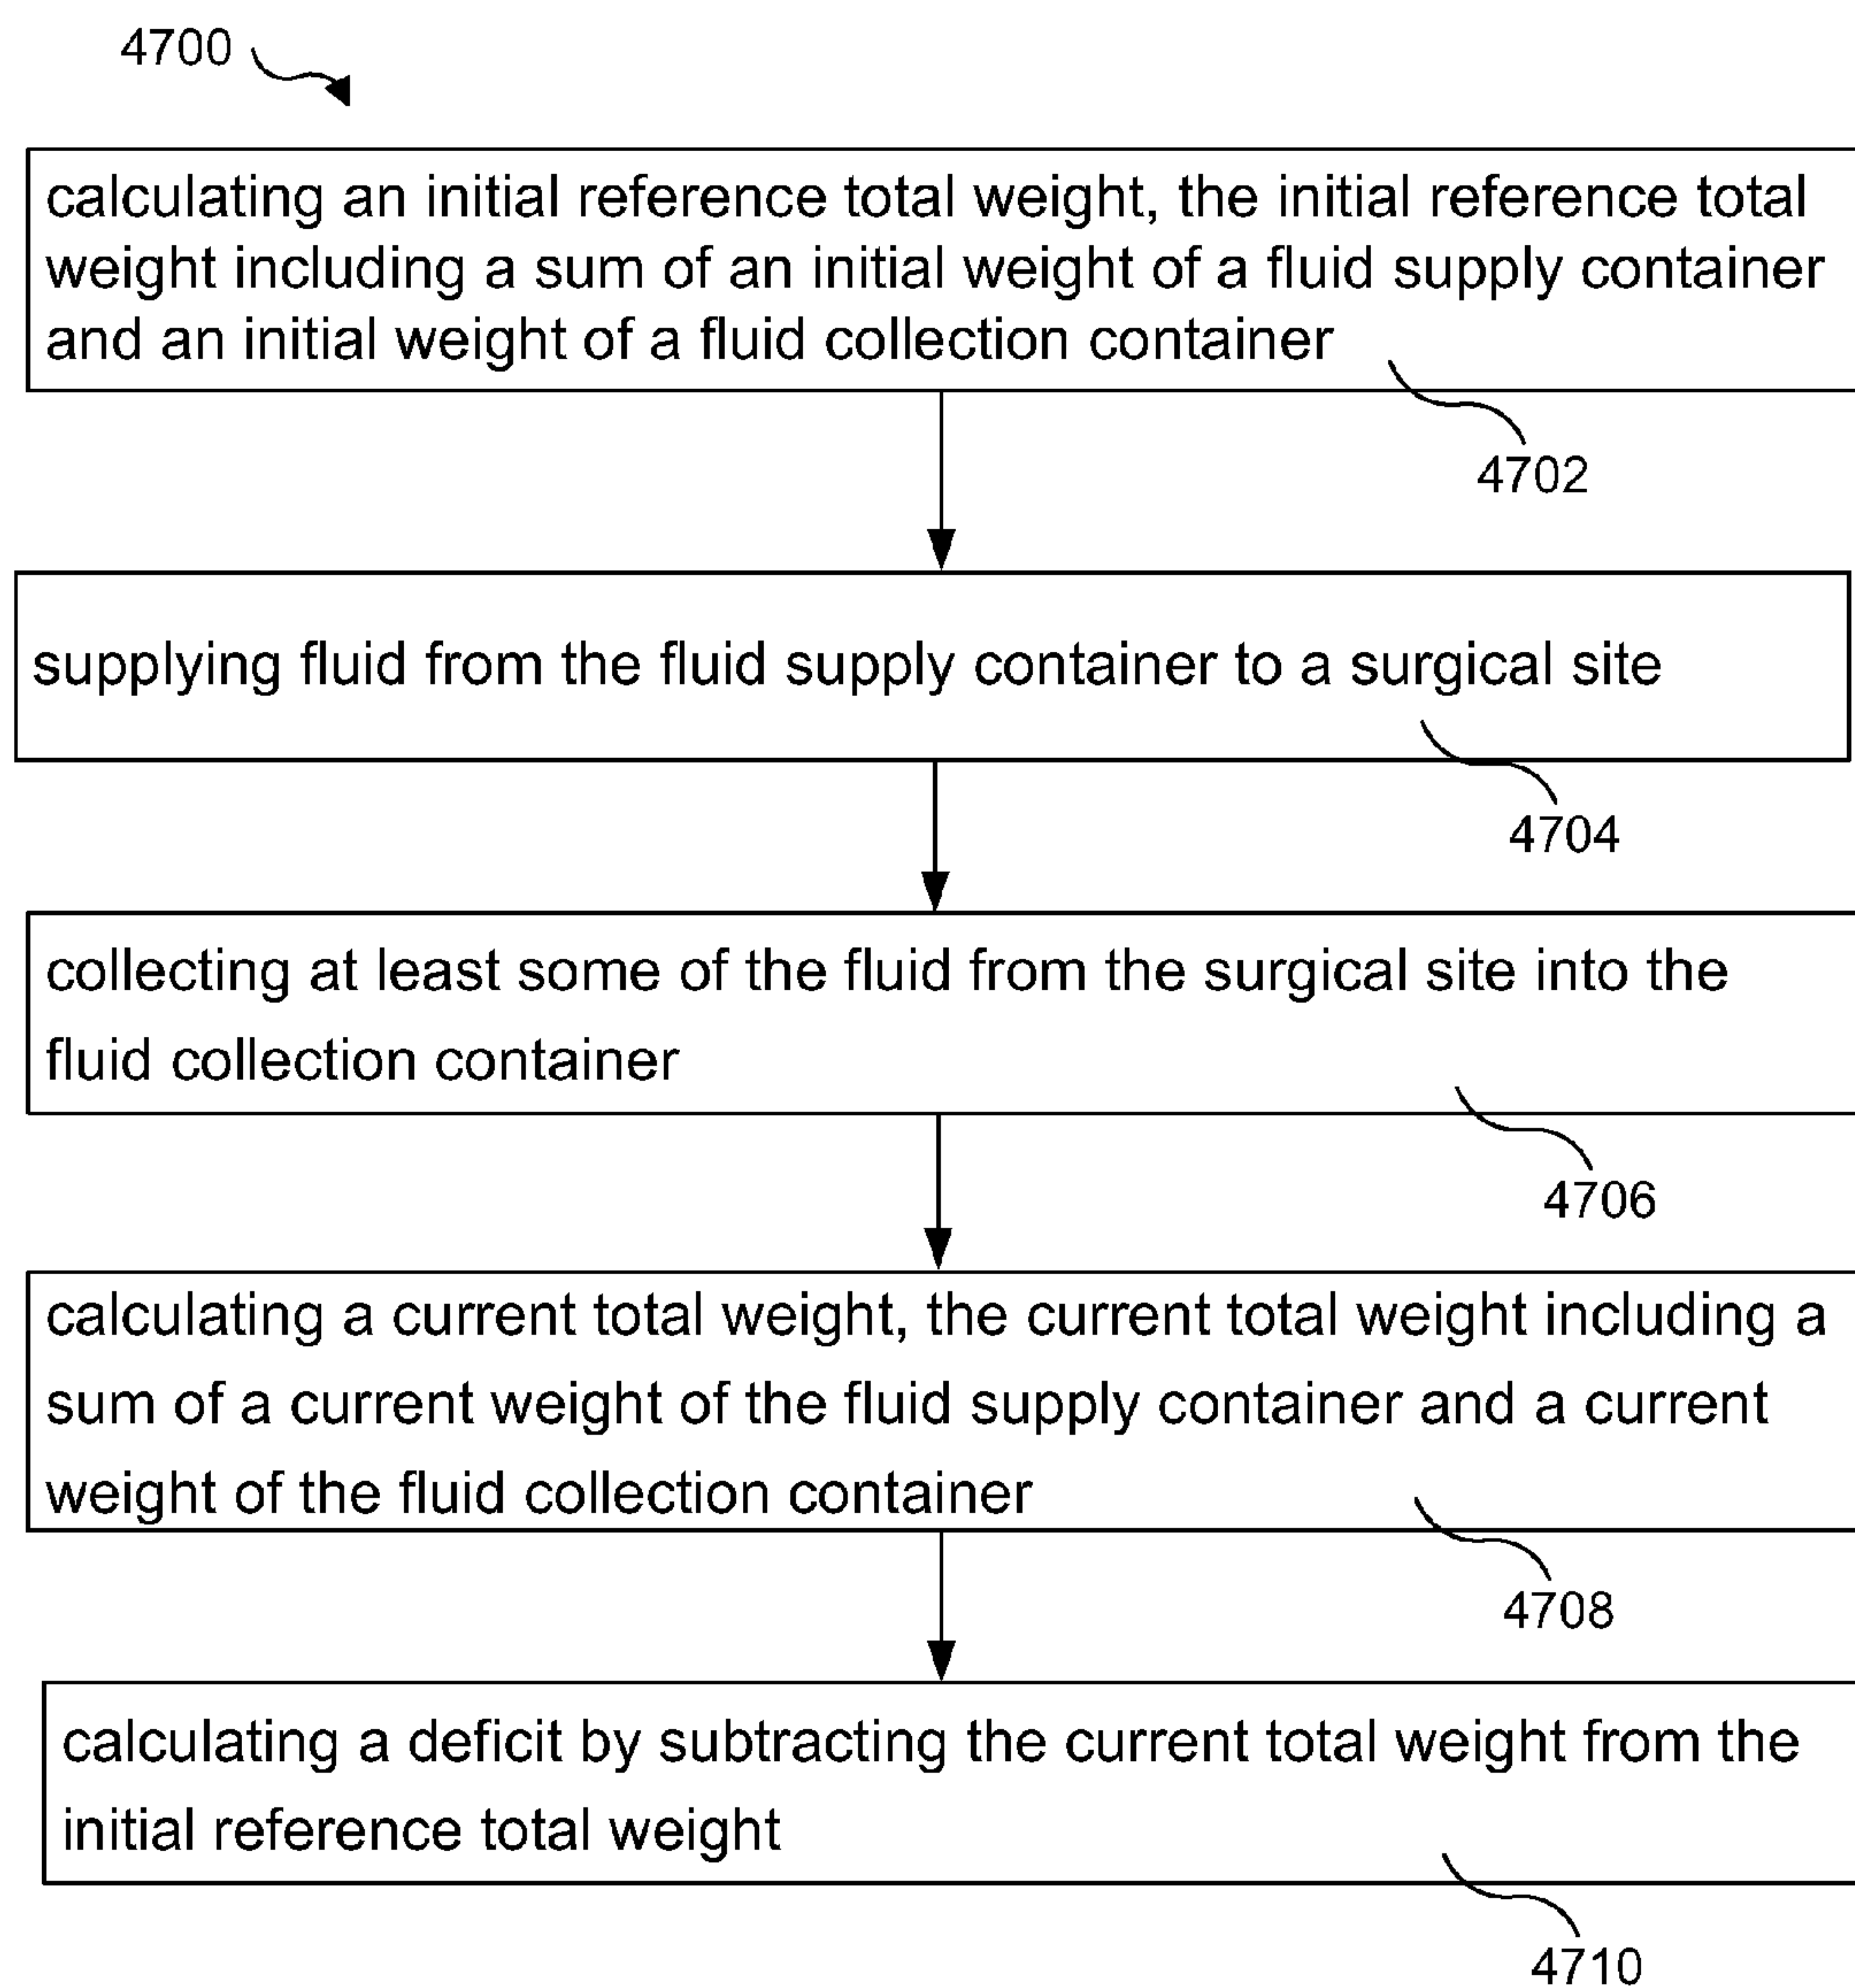 4700
calculating an initial reference total weight, the initial reference total
weight including a sum of an initial weight of a fluid supply container
and an initial weight of a fluid collection container
4702
supplying fluid from the fluid supply container to a surgical site
4704
collecting at least some of the fluid from the surgical site into the
fluid collection container
4706
calculating a current total weight, the current total weight including a
sum of a current weight of the fluid supply container and a current
weight of the fluid collection container
4708
calculating a deficit by subtracting the current total weight from the
initial reference total weight
4710